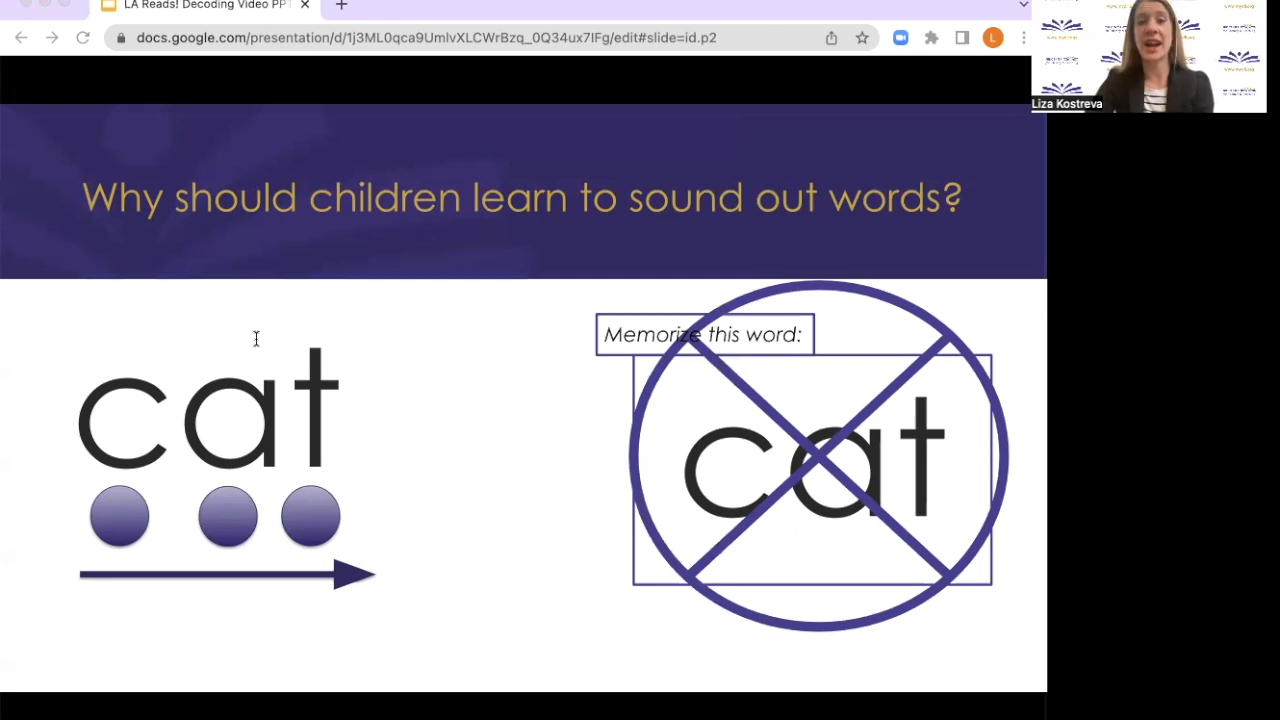 LA Reads! Decoding Video PPT
docs.google.com/presentation/d/1j3ML0qca9UmlvXLCWrBzq_0Q34ux7IFg/edit#slide=id.p2
L
Liza Kostreva
Why should children learn to sound out words?
cat
Memorize this word:
cat